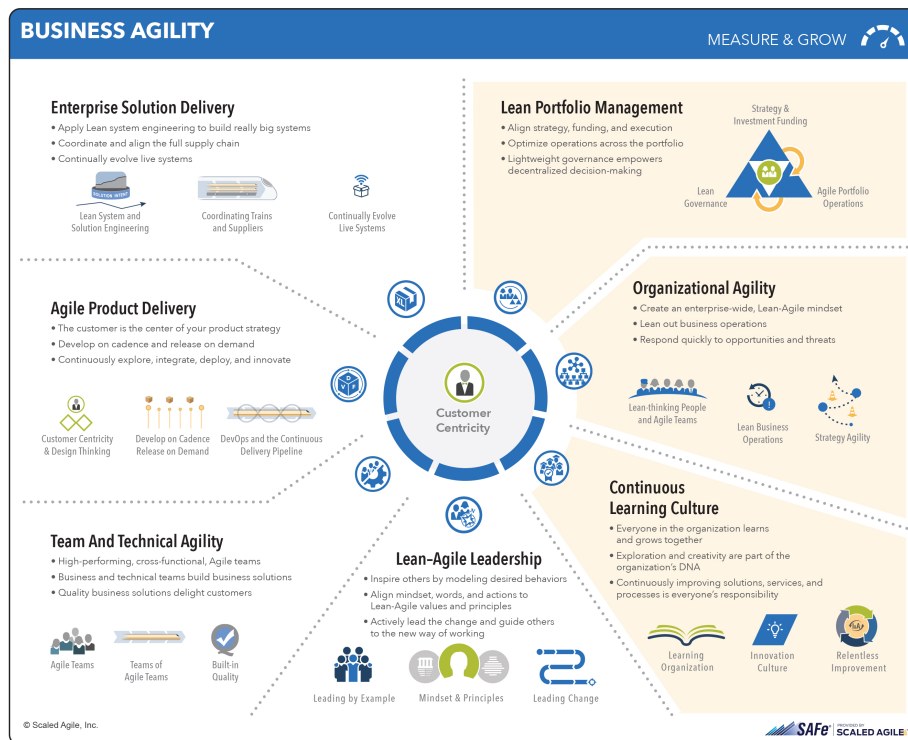 BUSINESS AGILITY
MEASURE & GROW
Enterprise Solution Delivery
• Apply Lean system engineering to build really big systems
• Coordinate and align the full supply chain
• Continually evolve live systems
SOLUTION INTENT
Lean System and
Solution Engineering
Coordinating Trains
and Suppliers
Continually Evolve
Live Systems
Lean Portfolio Management
• Align strategy, funding, and execution
• Optimize operations across the portfolio
• Lightweight governance empowers
decentralized decision-making
Strategy &
Investment Funding
Lean
Governance
Agile Portfolio
Operations
Agile Product Delivery
• The customer is the center of your product strategy
• Develop on cadence and release on demand
• Continuously explore, integrate, deploy, and innovate
Customer Centricity
& Design Thinking
Develop on Cadence
Release on Demand
DevOps and the Continuous
Delivery Pipeline
XL
D
V
F
Customer
Centricity
Organizational Agility
• Create an enterprise-wide, Lean-Agile mindset
• Lean out business operations
• Respond quickly to opportunities and threats
Lean-thinking People
and Agile Teams
Lean Business
Operations
Strategy Agility
Team And Technical Agility
• High-performing, cross-functional, Agile teams
• Business and technical teams build business solutions
• Quality business solutions delight customers
Agile Teams
Teams of
Agile Teams
Built-in
Quality
Lean–Agile Leadership
• Inspire others by modeling desired behaviors
• Align mindset, words, and actions to
Lean-Agile values and principles
• Actively lead the change and guide others
to the new way of working
Leading by Example
Mindset & Principles
Leading Change
Continuous
Learning Culture
• Everyone in the organization learns
and grows together
• Exploration and creativity are part of the
organization's DNA
• Continuously improving solutions, services, and
processes is everyone's responsibility
Learning
Organization
Innovation
Culture
Relentless
Improvement
© Scaled Agile, Inc.
SAFe®
PROVIDED BY
SCALED AGILE